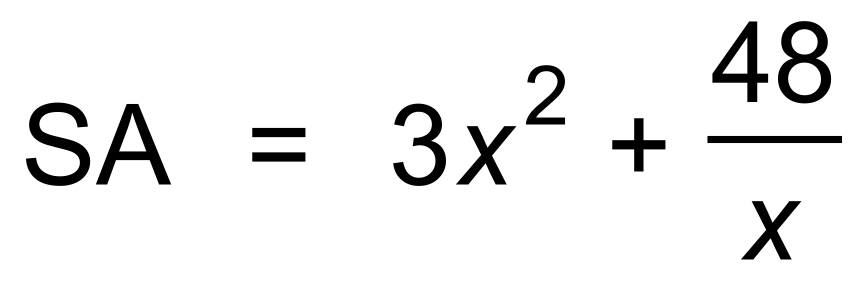 SA = 3x² + 48/x